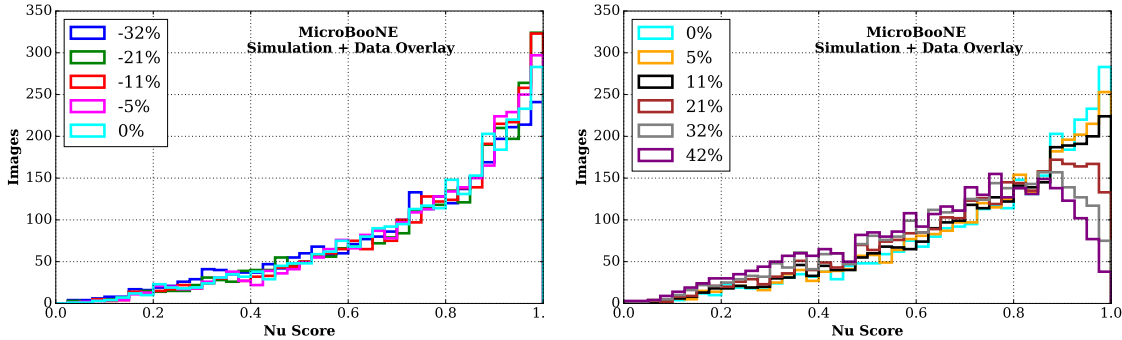 350
300
250
200
150
100
50
0
Images
-32%
-21%
-11%
-5%
0%
MicroBooNE
Simulation + Data Overlay
0.0 0.2 0.4 0.6 0.8 1.
Nu Score
350
300
250
200
150
100
50
0
Images
0%
5%
11%
21%
32%
42%
MicroBooNE
Simulation + Data Overlay
0.0 0.2 0.4 0.6 0.8 1.0
Nu Score